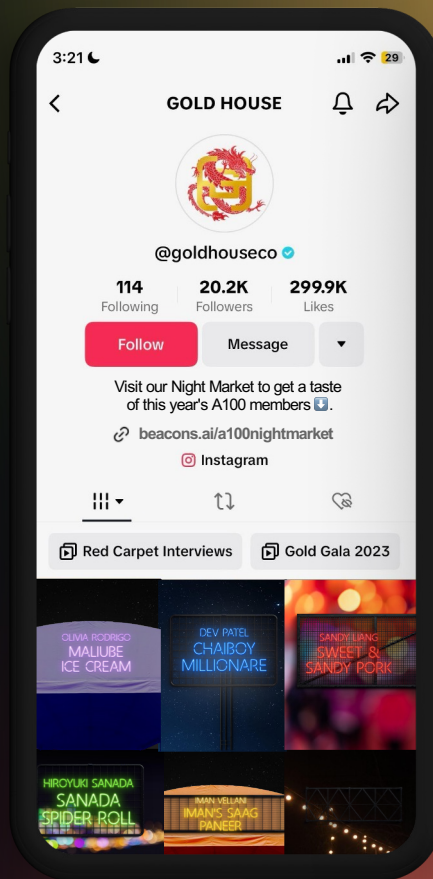 3:21
29
GOLD HOUSE
@goldhouseco
114
Following
20.2K
Followers
299.9K
Likes
Follow
Message
Visit our Night Market to get a taste
of this year's A100 members ⬇️.
beacons.ai/a100nightmarket
Instagram
Red Carpet Interviews
Gold Gala 2023
OLIVIA RODRIGO
MALIUBE
ICE CREAM
DEV PATEL
CHAIBOY
MILLIONARE
SANDY LIANG
SWEET &
SANDY PORK
HIROYUKI SANADA
SANADA
SPIDER ROLL
IMAN VELLANI
IMAN'S SAAG
PANEER